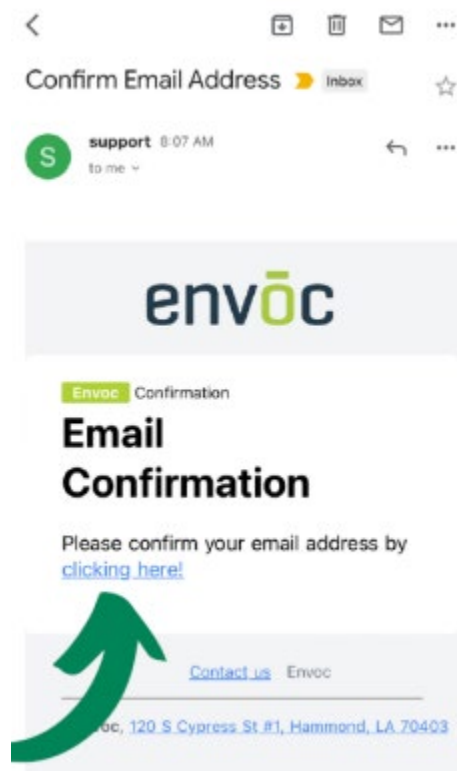 Confirm Email Address Inbox
S
support 8:07 AM
to me
envōc
Envoc Confirmation
Email
Confirmation
Please confirm your email address by
clicking here!
Contact us Envoc
oc, 120 S Cypress St #1, Hammond, LA 70403